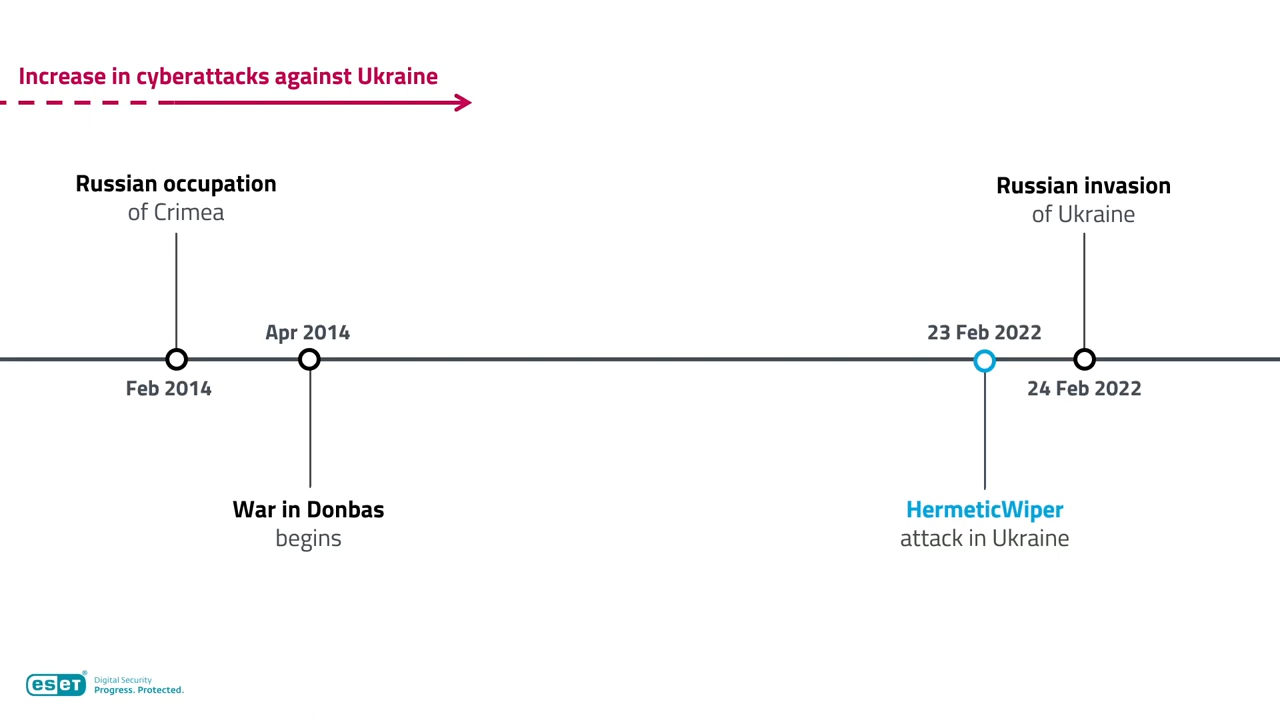 Increase in cyberattacks against Ukraine
Russian occupation
of Crimea
Russian invasion
of Ukraine
Apr 2014
23 Feb 2022
Feb 2014
24 Feb 2022
War in Donbas
begins
HermeticWiper
attack in Ukraine
eset®
Digital Security
Progress. Protected.